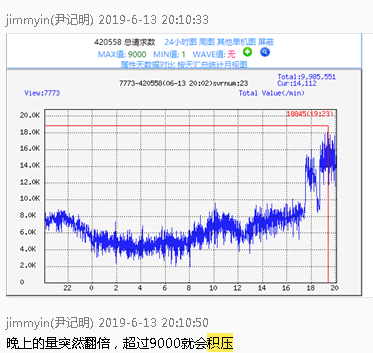 jimmyin(尹记明) 2019-6-13 20:10:33
420558 总请求数 24小时图 周图 其他单机图 屏蔽
MAX值: 9000 MIN值: 1 WAVE值: 无
属性天数据对比 按天汇总统计月视图
7773-420558(06-13 20:02)svrnum:23
Total:9,985,551
Cur:14,112
View:7773
Total Value(/min)
20.0K
18845(19:23)
18.0K
16.0K
14.0K
12.0K
10.0K
8.0K
6.0K
4.0K
2.0K
0
22 0 2 4 6 8 10 12 14 16 18 20
jimmyin(尹记明) 2019-6-13 20:10:50
晚上的量突然翻倍，超过9000就会积压